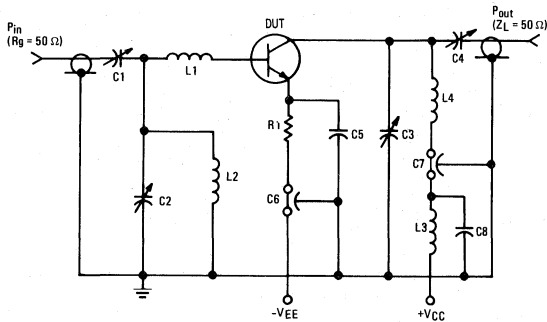 Pin
(Rg = 50 Ω)
DUT
Pout
(ZL = 50 Ω)
C1
L1
C4
L4
R1
C5
C3
C7
L2
C2
C6
L3
C8
-VEE
+VCC